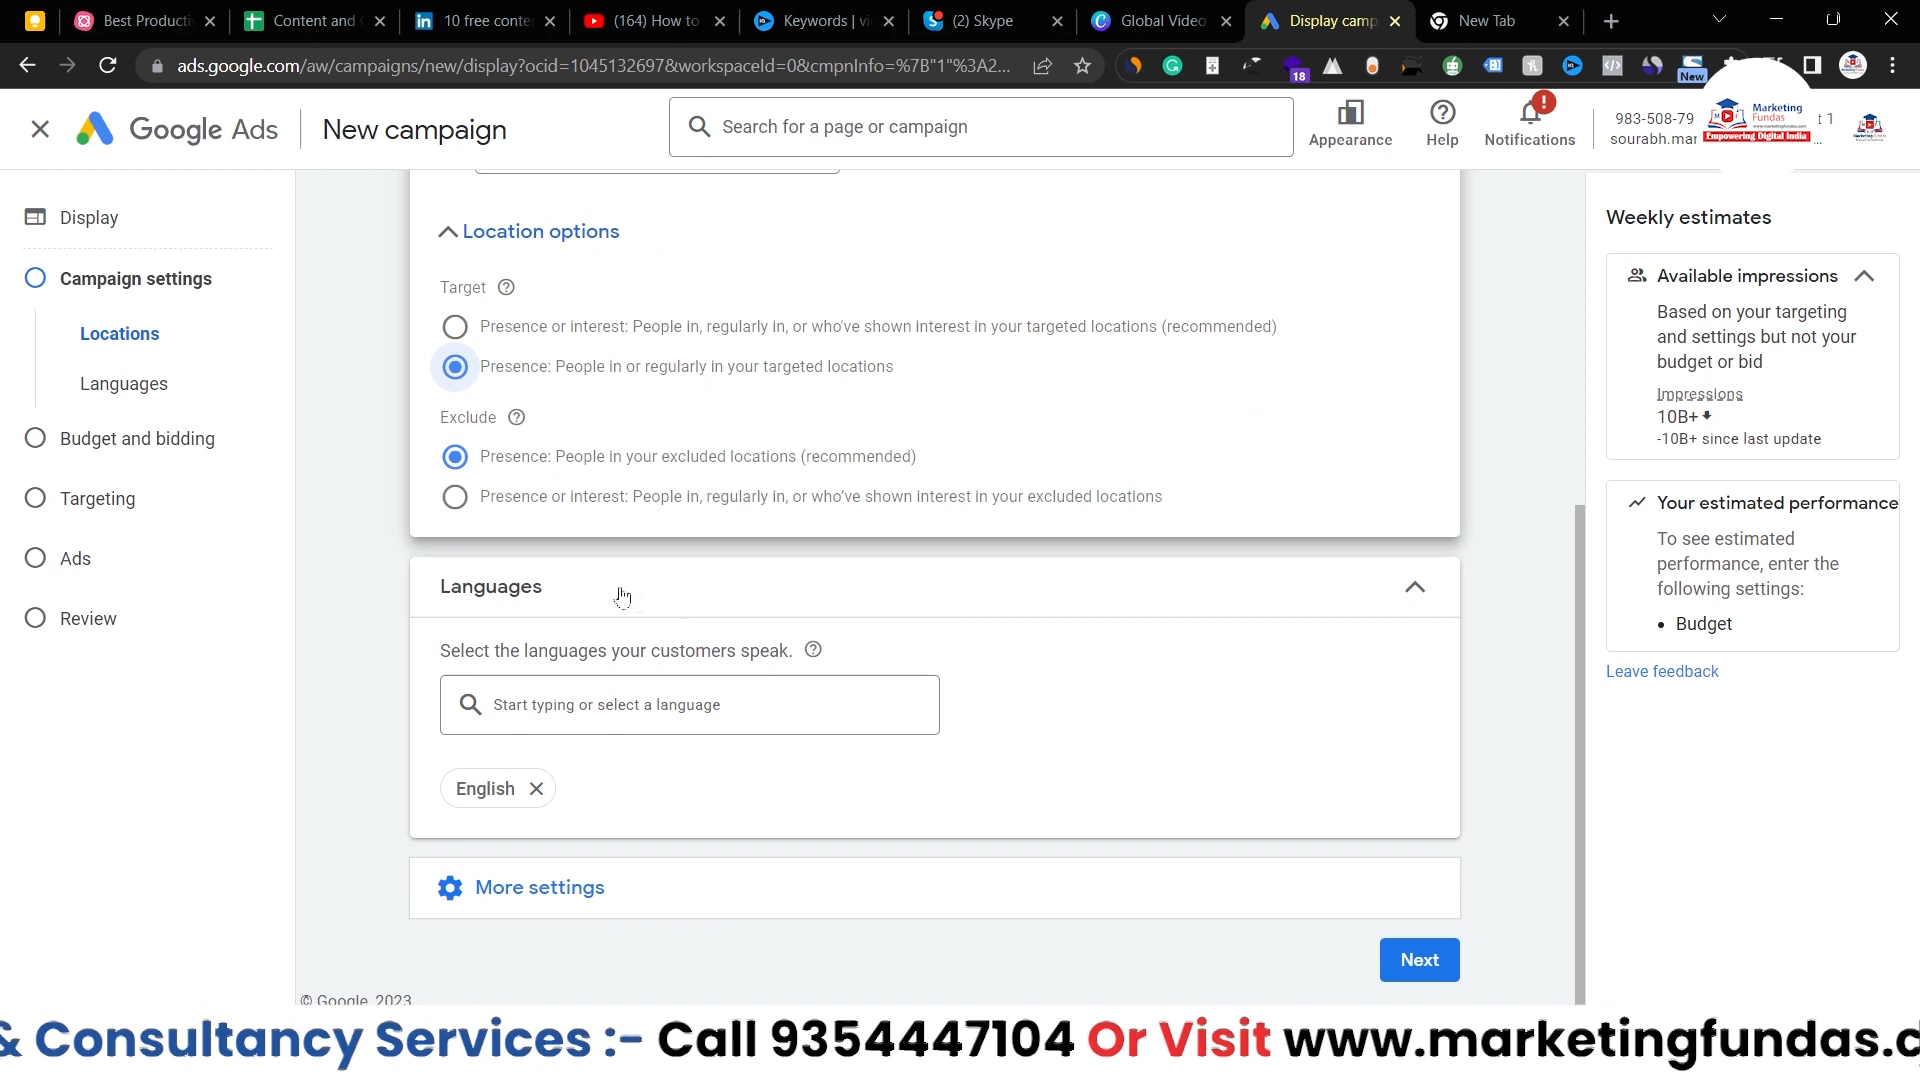 Best Producti
Content and
10 free conte
(164) How to
Keywords | vi
(2) Skype
Global Video
Display camp
New Tab
ads.google.com/aw/campaigns/new/display?ocid=1045132697&workspaceId=0&cmpnInfo=%7B"1"%3A2...
18
New
Google Ads
New campaign
Search for a page or campaign
Appearance
Help
Notifications
983-508-79
sourabh.mar
Marketing
Fundas
Empowering Digital India
t 1
...
Display
Campaign settings
Locations
Languages
Budget and bidding
Targeting
Ads
Review
Location options
Target
Presence or interest: People in, regularly in, or who've shown interest in your targeted locations (recommended)
Presence: People in or regularly in your targeted locations
Exclude
Presence: People in your excluded locations (recommended)
Presence or interest: People in, regularly in, or who've shown interest in your excluded locations
Languages
Select the languages your customers speak.
Start typing or select a language
English
More settings
Next
© Google, 2023
Weekly estimates
Available impressions
Based on your targeting
and settings but not your
budget or bid
Impressions
10B+
-10B+ since last update
Your estimated performance
To see estimated
performance, enter the
following settings:
• Budget
Leave feedback
& Consultancy Services :- Call 9354447104 Or Visit www.marketingfundas.c